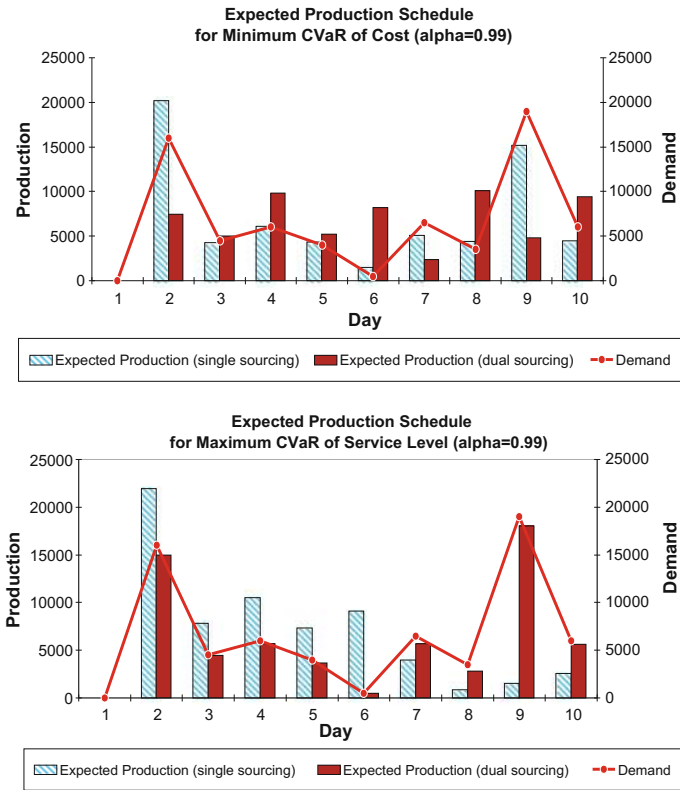 Expected Production Schedule
for Minimum CVaR of Cost (alpha=0.99)
25000 25000
20000 20000
15000 15000
10000 10000
5000 5000
0 0
Production
Demand
1 2 3 4 5 6 7 8 9 10
Day
Expected Production (single sourcing) Expected Production (dual sourcing) Demand
Expected Production Schedule
for Maximum CVaR of Service Level (alpha=0.99)
25000 25000
20000 20000
15000 15000
10000 10000
5000 5000
0 0
Production
Demand
1 2 3 4 5 6 7 8 9 10
Day
Expected Production (single sourcing) Expected Production (dual sourcing) Demand